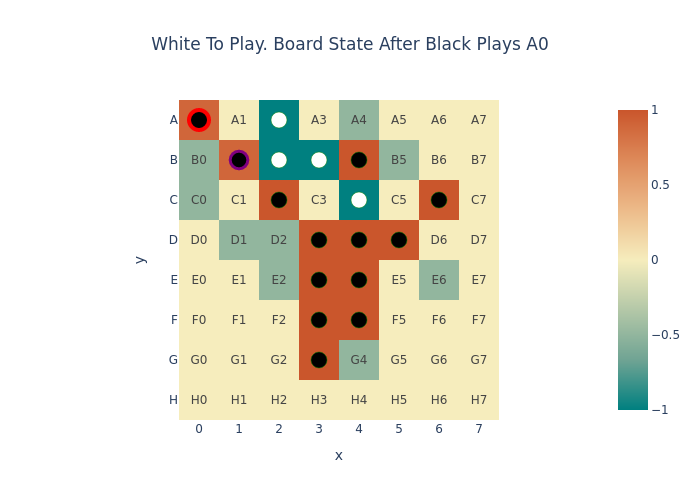 White To Play. Board State After Black Plays A0
A A1 A3 A4 A5 A6 A7
B B0 B5 B6 B7
C C0 C1 C3 C5 C7
D D0 D1 D2 D6 D7
E E0 E1 E2 E5 E6 E7
F F0 F1 F2 F5 F6 F7
G G0 G1 G2 G4 G5 G6 G7
H H0 H1 H2 H3 H4 H5 H6 H7
0 1 2 3 4 5 6 7
x
y
1
0.5
0
−0.5
−1